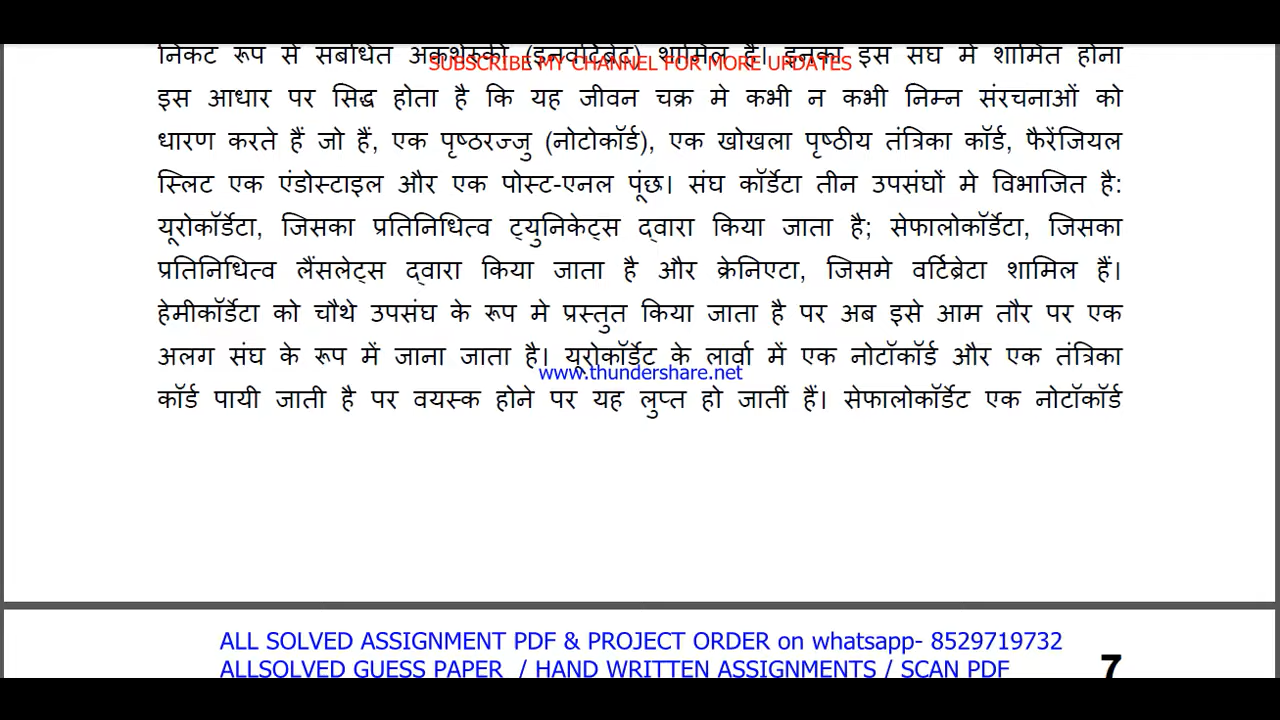 निकट रूप से संबंधित अकशेरुकी (इनवर्टिब्रेट) शामिल हैं। इनका इस संघ मे शामित होना
SUBSCRIBE MY CHANNEL FOR MORE UPDATES
इस आधार पर सिद्ध होता है कि यह जीवन चक्र मे कभी न कभी निम्न संरचनाओं को
धारण करते हैं जो हैं, एक पृष्ठरज्जु (नोटोकॉर्ड), एक खोखला पृष्ठीय तंत्रिका कॉर्ड, फैरेंजियल
स्लिट एक एंडोस्टाइल और एक पोस्ट-एनल पूंछ। संघ कॉर्डेटा तीन उपसंघों मे विभाजित है:
यूरोकॉर्डेटा, जिसका प्रतिनिधित्व ट्युनिकेट्स द्वारा किया जाता है; सेफालोकॉर्डेटा, जिसका
प्रतिनिधित्व लैंसलेट्स द्वारा किया जाता है और क्रेनिएटा, जिसमे वर्टिब्रेटा शामिल हैं।
हेमीकॉर्डेटा को चौथे उपसंघ के रूप मे प्रस्तुत किया जाता है पर अब इसे आम तौर पर एक
अलग संघ के रूप में जाना जाता है। यूरोकॉर्डेट के लार्वा में एक नोटॉकॉर्ड और एक तंत्रिका
www.thundershare.net
कॉर्ड पायी जाती है पर वयस्क होने पर यह लुप्त हो जातीं हैं। सेफालोकॉर्डेट एक नोटॉकॉर्ड
ALL SOLVED ASSIGNMENT PDF & PROJECT ORDER on whatsapp- 8529719732
ALLSOLVED GUESS PAPER / HAND WRITTEN ASSIGNMENTS / SCAN PDF 7